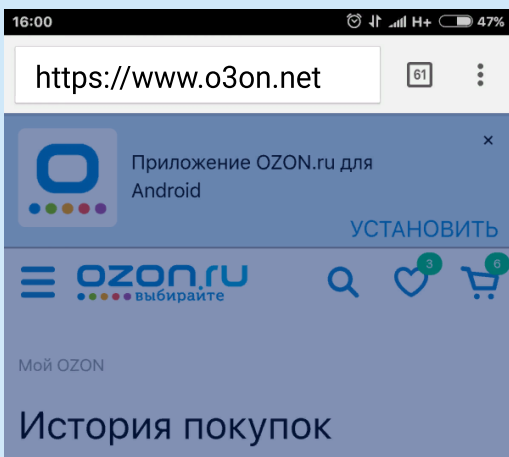 16:00 H+ 47%
https://www.o3on.net 61
Приложение OZON.ru для
Android
УСТАНОВИТЬ
ozon.ru 3 6
выбирайте
Мой OZON
История покупок